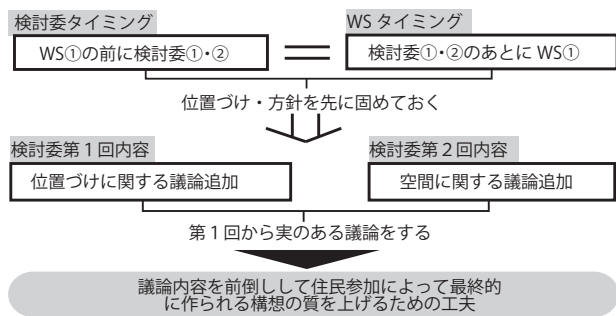 検討委タイミング
WS タイミング
WS①の前に検討委①・②
検討委①・②のあとに WS①
位置づけ・方針を先に固めておく
検討委第1回内容
検討委第2回内容
位置づけに関する議論追加
空間に関する議論追加
第1回から実のある議論をする
議論内容を前倒しして住民参加によって最終的
に作られる構想の質を上げるための工夫